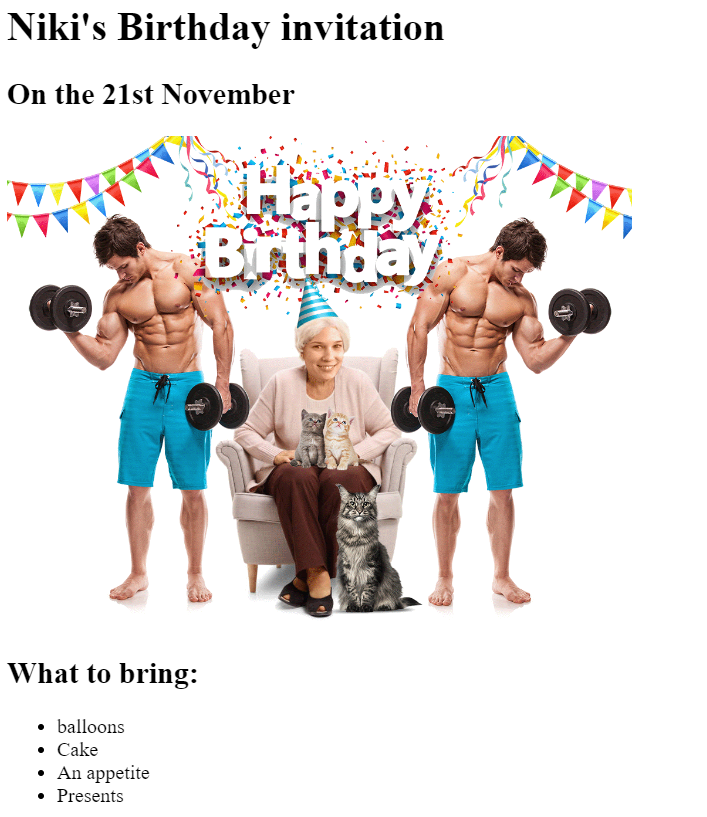 Niki's Birthday invitation
On the 21st November
Happy
Birthday
What to bring:
balloons
Cake
An appetite
Presents